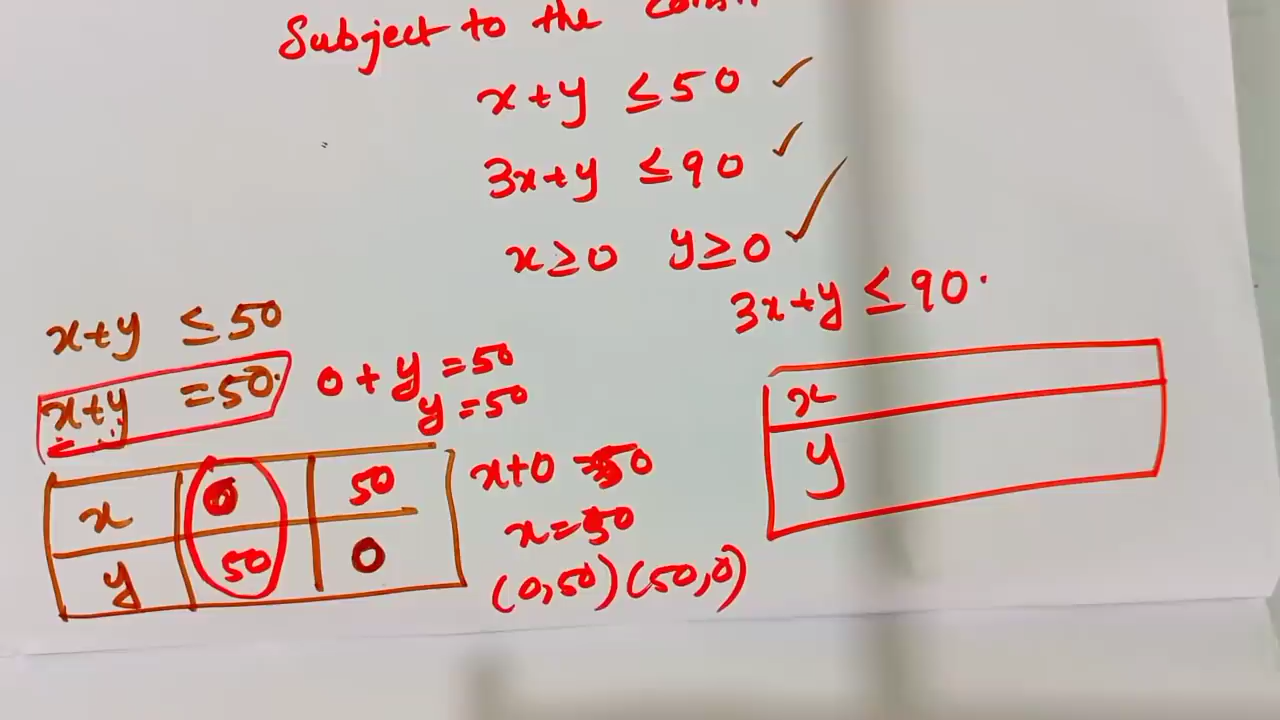 Subject to the
x+y ≤ 50 ✓
3x+y ≤ 90 ✓
x ≥ 0 y ≥ 0 ✓
3x+y ≤ 90.
x+y ≤ 50
x+y = 50.
0 + y = 50
y = 50
x 0 50
y 50 0
x+0 = 50
x = 50
(0,50) (50,0)
x
y